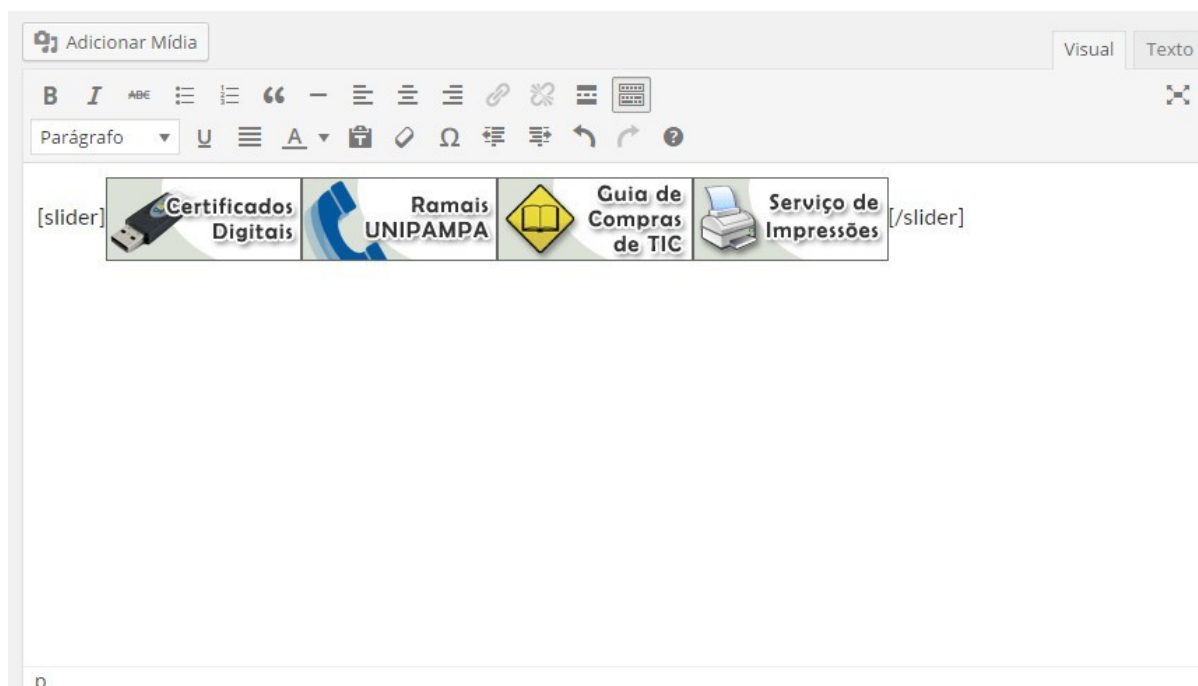 Adicionar Mídia
Visual
Texto
B I ABE “ —
Parágrafo U A T Ω ?
[slider]
Certificados
Digitais
Ramais
UNIPAMPA
Guia de
Compras
de TIC
Serviço de
Impressões
[/slider]
p